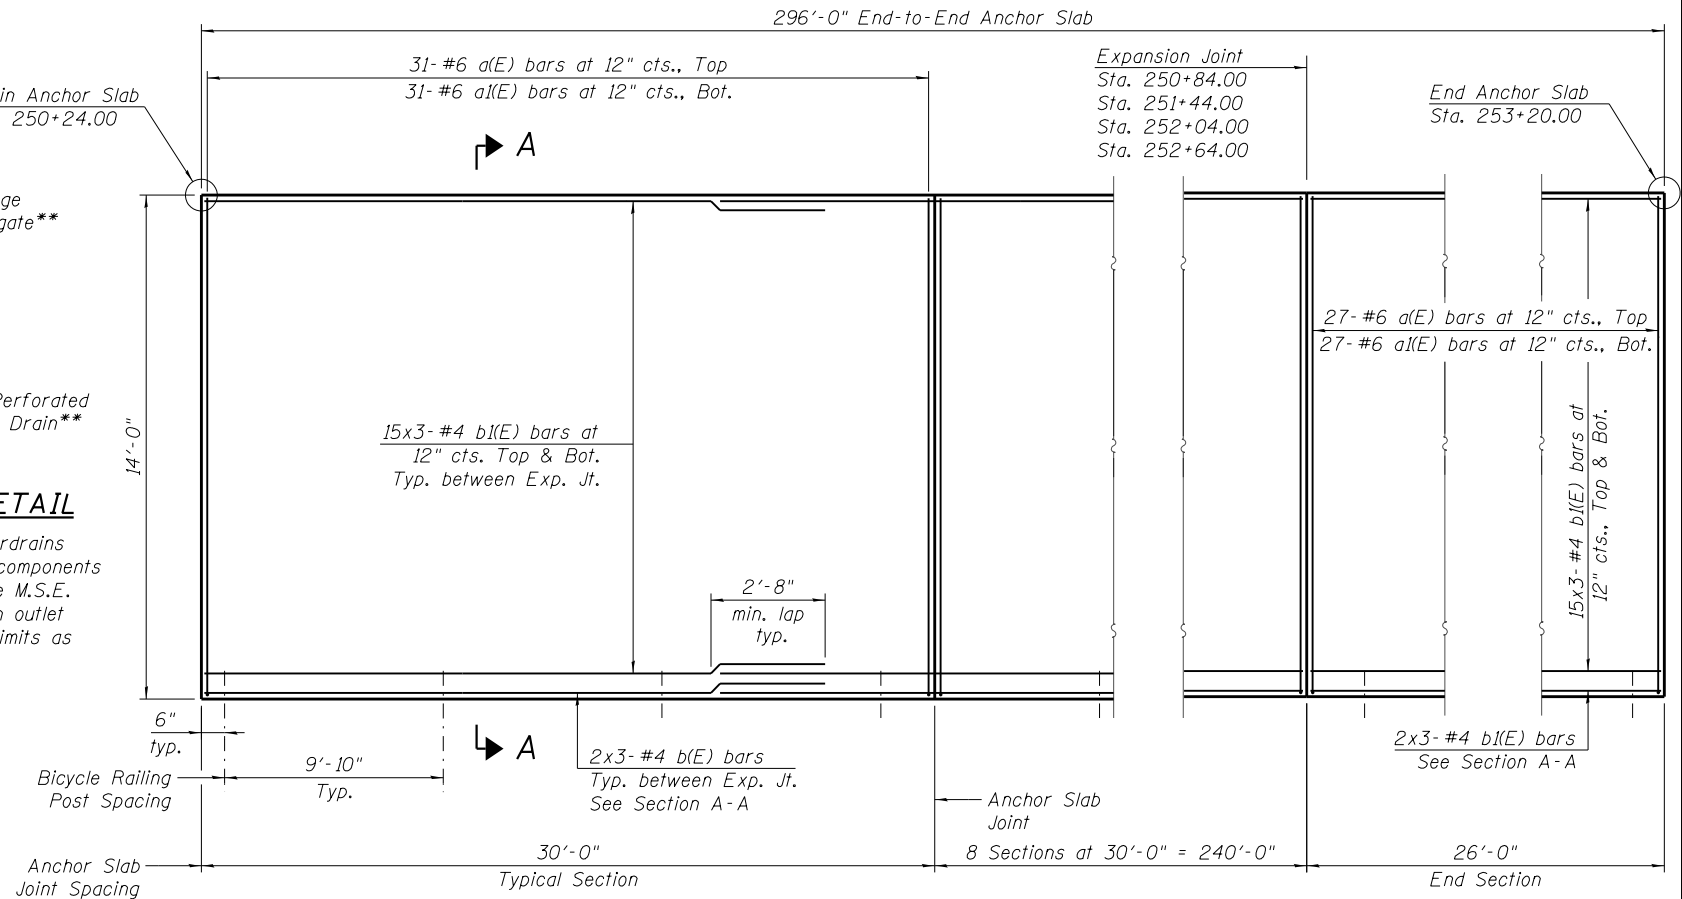 296'-0" End-to-End Anchor Slab
31-#6 a(E) bars at 12" cts., Top
31-#6 a1(E) bars at 12" cts., Bot.
in Anchor Slab
250+24.00
Expansion Joint
Sta. 250+84.00
Sta. 251+44.00
Sta. 252+04.00
Sta. 252+64.00
End Anchor Slab
Sta. 253+20.00
A
ge
gate**
27-#6 a(E) bars at 12" cts., Top
27-#6 a1(E) bars at 12" cts., Bot.
Perforated
Drain**
14'-0"
15x3-#4 b1(E) bars at
12" cts. Top & Bot.
Typ. between Exp. Jt.
15x3-#4 b1(E) bars at
12" cts., Top & Bot.
ETAIL
rdrains
components
e M.S.E.
n outlet
imits as
2'-8"
min. lap
typ.
6"
typ.
A
9'-10"
Typ.
Bicycle Railing
Post Spacing
2x3-#4 b(E) bars
Typ. between Exp. Jt.
See Section A-A
2x3-#4 b1(E) bars
See Section A-A
Anchor Slab
Joint
30'-0"
Typical Section
8 Sections at 30'-0" = 240'-0"
26'-0"
End Section
Anchor Slab
Joint Spacing